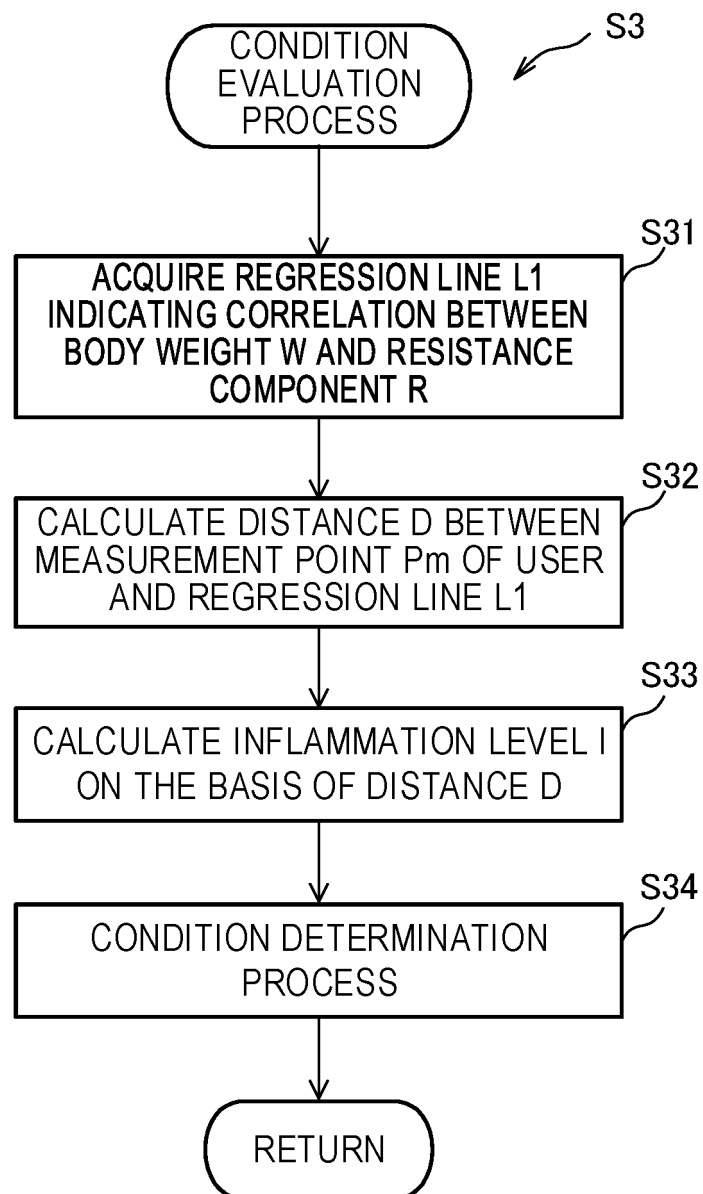 S3
CONDITION
EVALUATION
PROCESS
S31
ACQUIRE REGRESSION LINE L1
INDICATING CORRELATION BETWEEN
BODY WEIGHT W AND RESISTANCE
COMPONENT R
S32
CALCULATE DISTANCE D BETWEEN
MEASUREMENT POINT Pm OF USER
AND REGRESSION LINE L1
S33
CALCULATE INFLAMMATION LEVEL I
ON THE BASIS OF DISTANCE D
S34
CONDITION DETERMINATION
PROCESS
RETURN